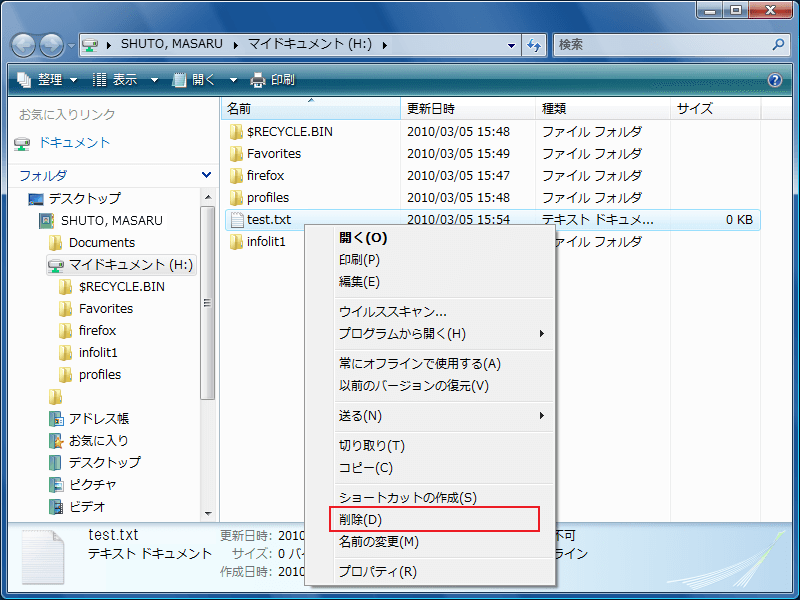 SHUTO, MASARU ▸ マイドキュメント (H:) ▸
検索
整理 表示 開く 印刷
お気に入りリンク
ドキュメント
フォルダ
デスクトップ
SHUTO, MASARU
Documents
マイドキュメント (H:)
$RECYCLE.BIN
Favorites
firefox
infolit1
profiles
アドレス帳
お気に入り
デスクトップ
ピクチャ
ビデオ
名前 更新日時 種類 サイズ
$RECYCLE.BIN 2010/03/05 15:48 ファイル フォルダ
Favorites 2010/03/05 15:49 ファイル フォルダ
firefox 2010/03/05 15:47 ファイル フォルダ
profiles 2010/03/05 15:48 ファイル フォルダ
test.txt 2010/03/05 15:54 テキスト ドキュメ... 0 KB
infolit1 ァイル フォルダ
開く(O)
印刷(P)
編集(E)
ウイルススキャン...
プログラムから開く(H)
常にオフラインで使用する(A)
以前のバージョンの復元(V)
送る(N)
切り取り(T)
コピー(C)
ショートカットの作成(S)
削除(D)
名前の変更(M)
プロパティ(R)
test.txt 更新日時: 2010 不可
テキスト ドキュメント サイズ: 0 バイ ライン
作成日時: 2010